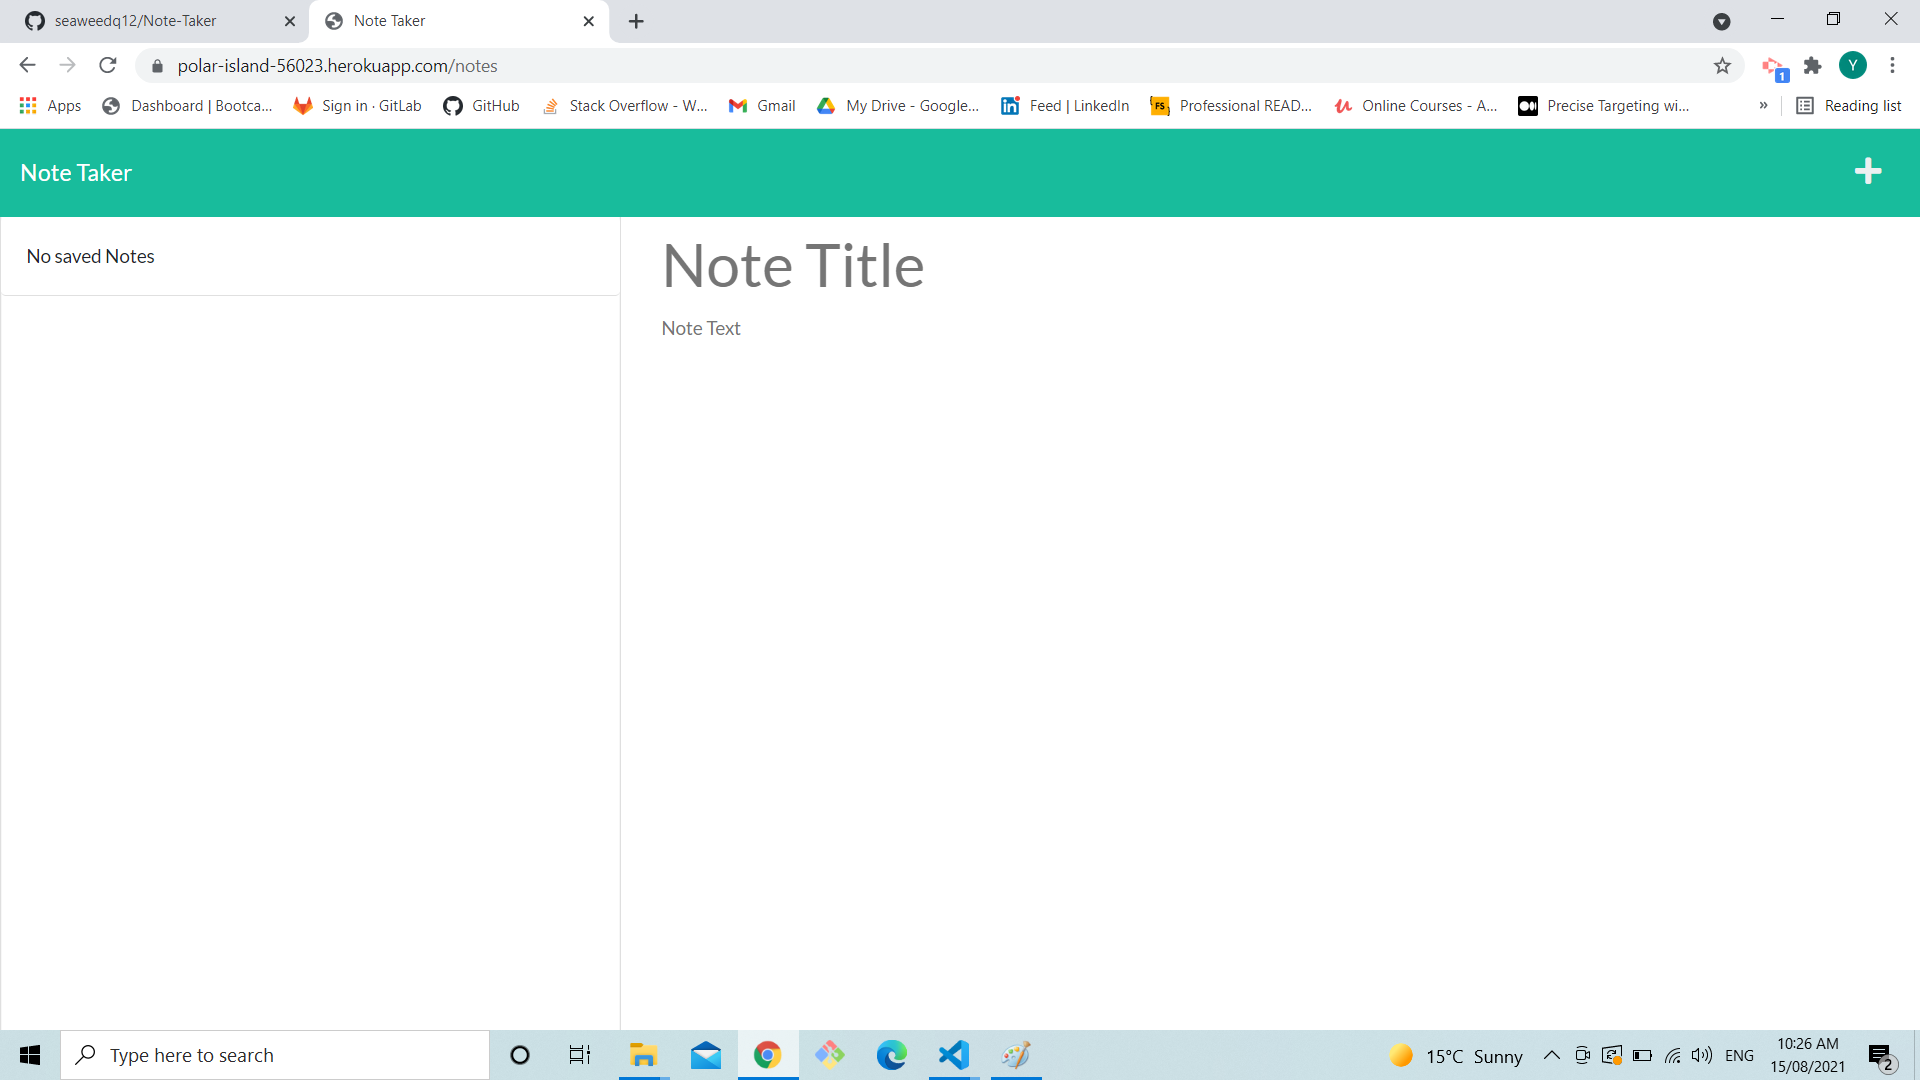 seaweedq12/Note-Taker
Note Taker
polar-island-56023.herokuapp.com/notes
1
Y
Apps
Dashboard | Bootca...
Sign in · GitLab
GitHub
Stack Overflow - W...
Gmail
My Drive - Google...
Feed | LinkedIn
FS
Professional READ...
Online Courses - A...
Precise Targeting wi...
»
Reading list
Note Taker
No saved Notes
Note Title
Note Text
Type here to search
15°C Sunny
ENG
10:26 AM
15/08/2021
2